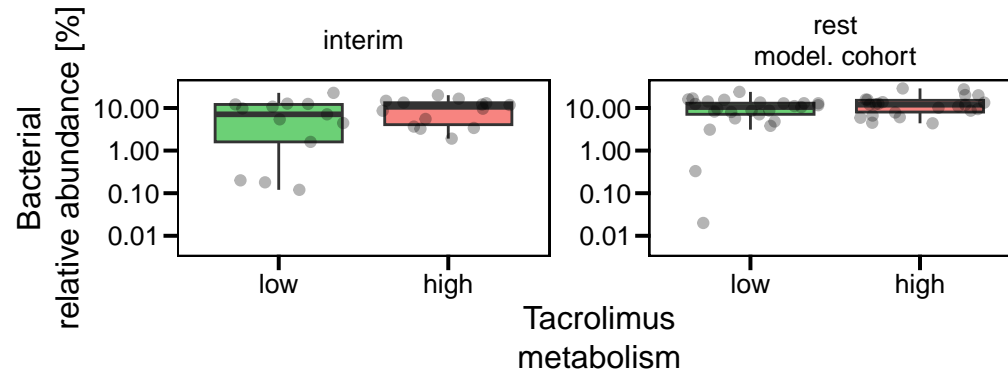 interim
rest
model. cohort
Bacterial
relative abundance [%]
10.00
1.00
0.10
0.01
10.00
1.00
0.10
0.01
low
high
low
high
Tacrolimus
metabolism